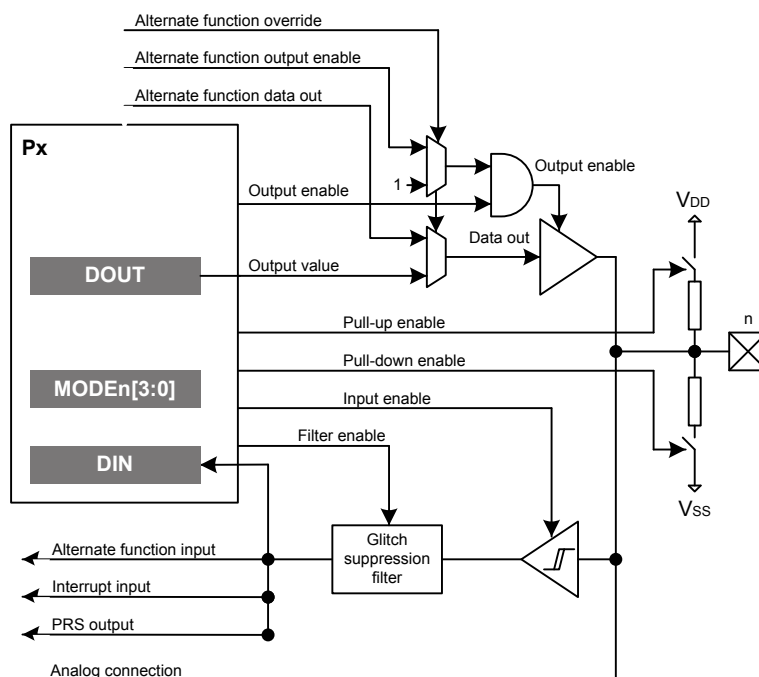 Alternate function override
Alternate function output enable
Alternate function data out
Px
Output enable
1
Output enable
VDD
DOUT
Output value
Data out
n
Pull-up enable
Pull-down enable
MODEn[3:0]
Input enable
Filter enable
DIN
VSS
Alternate function input
Glitch
suppression
filter
Interrupt input
PRS output
Analog connection